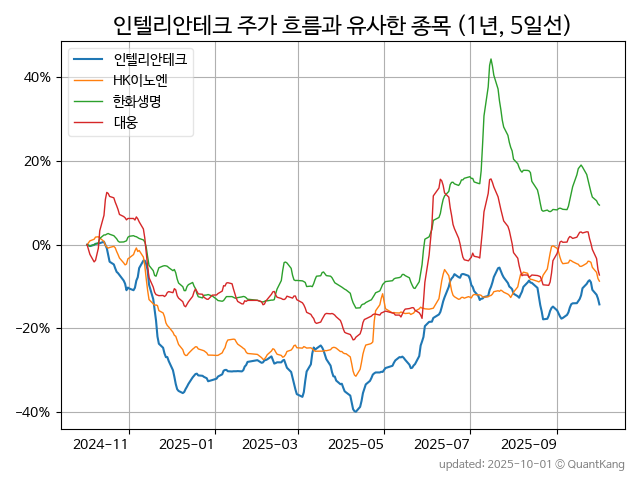 인텔리안테크 주가 흐름과 유사한 종목 (1년, 5일선)
인텔리안테크
HK이노엔
한화생명
대웅
40%
20%
0%
−20%
−40%
2024-11
2025-01
2025-03
2025-05
2025-07
2025-09
updated: 2025-10-01 © QuantKang